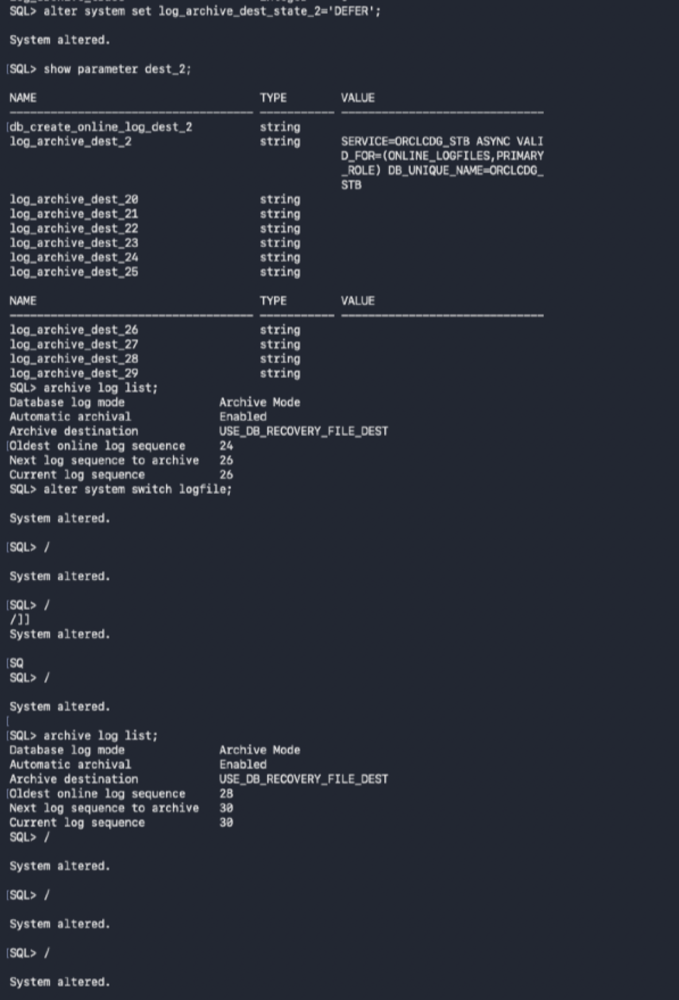 SQL> alter system set log_archive_dest_state_2='DEFER';
System altered.
[SQL> show parameter dest_2;
NAME TYPE VALUE
------------------------------------ ----------- ------------------------------
[db_create_online_log_dest_2 string
log_archive_dest_2 string SERVICE=ORCLCDG_STB ASYNC VALI
D_FOR=(ONLINE_LOGFILES,PRIMARY
_ROLE) DB_UNIQUE_NAME=ORCLCDG_
STB
log_archive_dest_20 string
log_archive_dest_21 string
log_archive_dest_22 string
log_archive_dest_23 string
log_archive_dest_24 string
log_archive_dest_25 string
NAME TYPE VALUE
------------------------------------ ----------- ------------------------------
log_archive_dest_26 string
log_archive_dest_27 string
log_archive_dest_28 string
log_archive_dest_29 string
SQL> archive log list;
Database log mode Archive Mode
Automatic archival Enabled
Archive destination USE_DB_RECOVERY_FILE_DEST
[Oldest online log sequence 24
Next log sequence to archive 26
Current log sequence 26
SQL> alter system switch logfile;
System altered.
[SQL> /
System altered.
[SQL> /
/]]
System altered.
[SQ
SQL> /
System altered.
[
[SQL> archive log list;
Database log mode Archive Mode
Automatic archival Enabled
Archive destination USE_DB_RECOVERY_FILE_DEST
[Oldest online log sequence 28
Next log sequence to archive 30
Current log sequence 30
SQL> /
System altered.
[SQL> /
System altered.
[SQL> /
System altered.